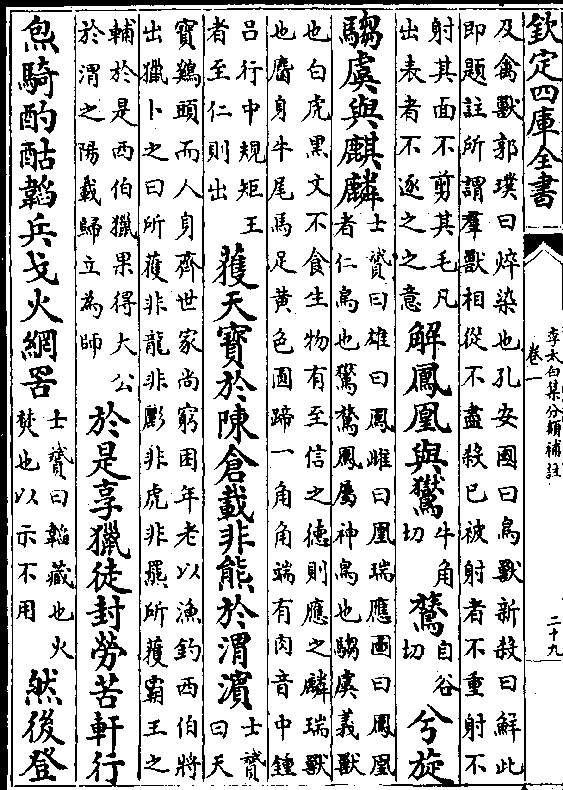 欽定四庫全書
李太白集分類補註
卷一
二十九
及禽獸郭璞曰焠染也孔安國曰鳥獸新殺曰鮮此
即題註所謂羣獸相從不盡殺已被射者不重射不
射其面不剪其毛凡
出表者不逐之之意
解鳳凰與鸑
牛角
切
鷟
自谷
切
兮旋
騶虞與麒麟
士贇曰雄曰鳳雌曰凰瑞應圖曰鳳凰
者仁鳥也鸑鷟鳳屬神鳥也騶虞義獸
也白虎黑文不食生物有至信之德則應之麟瑞獸
也麕身牛尾馬足黄色圓蹄一角角端有肉音中鍾
吕行中規矩王
者至仁則出
獲天寳於陳倉載非熊於渭濱
士贇
曰天
寳鷄頭而人身齊世家尚窮困年老以漁釣西伯將
出獵卜之曰所獲非龍非彲非虎非羆所獲霸王之
輔於是西伯獵果得大公
於渭之陽載歸立為師
於是享獵徒封勞苦軒行
炰騎酌酤韜兵戈火網罟
士贇曰韜藏也火
焚也以示不用
然後登